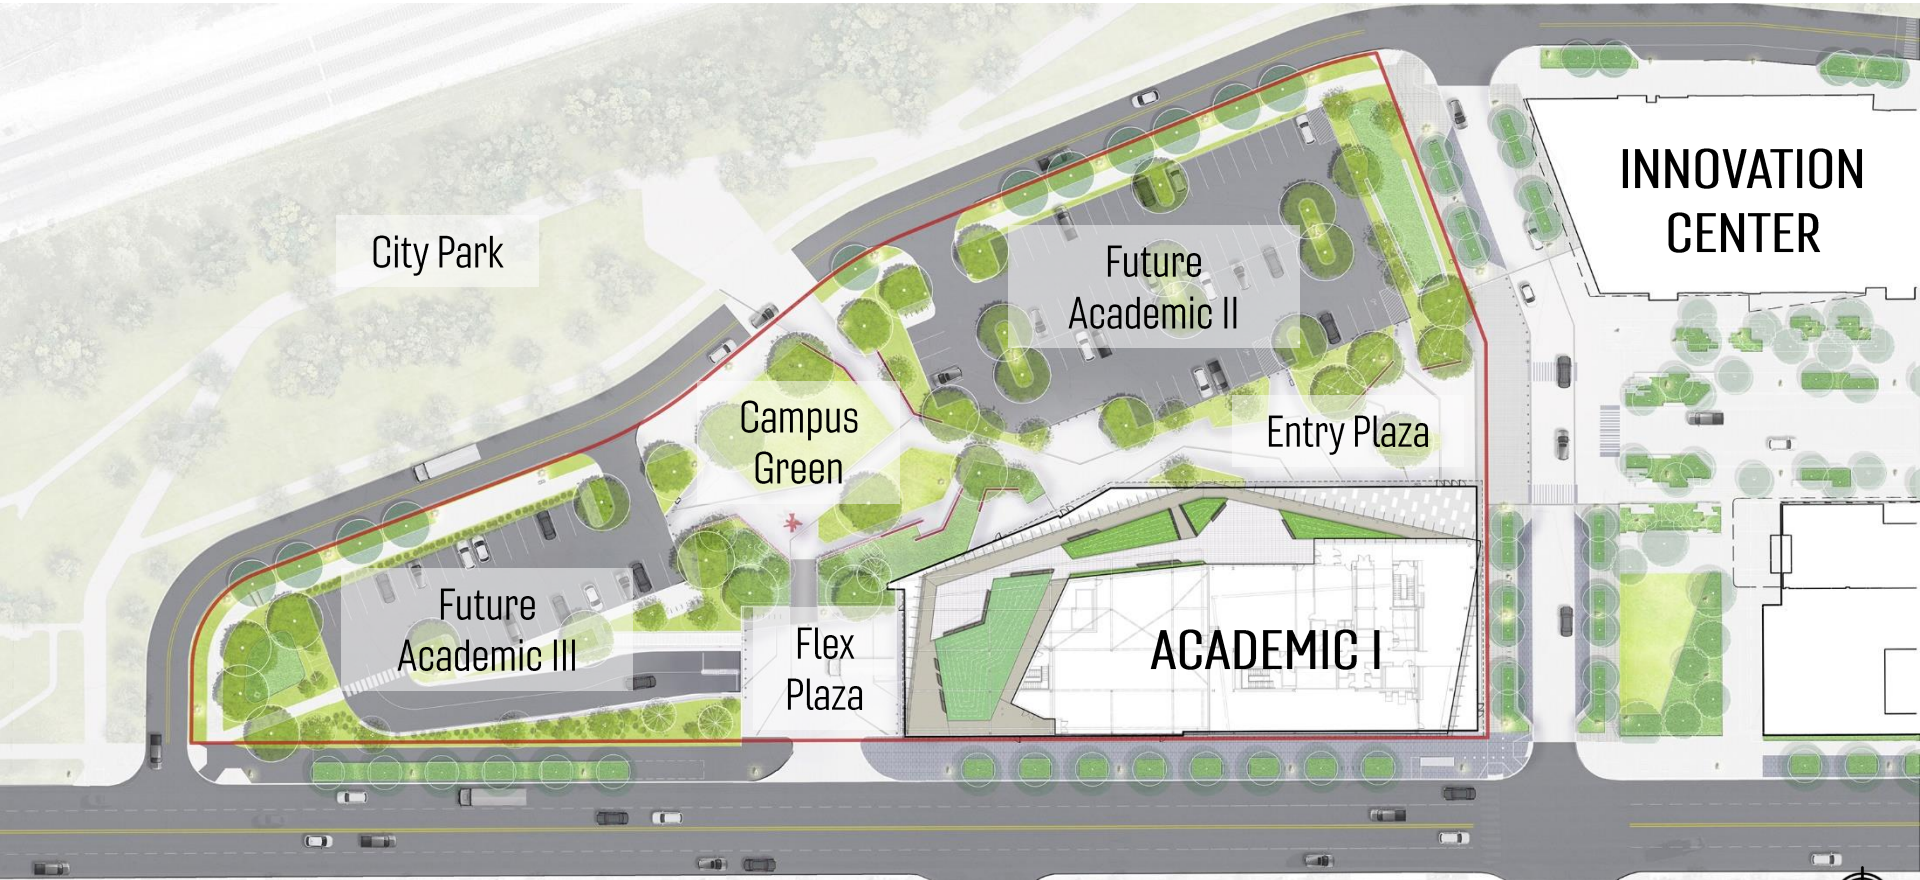 INNOVATION
CENTER
City Park
Future
Academic II
Campus
Green
Entry Plaza
Future
Academic III
Flex
Plaza
ACADEMIC I